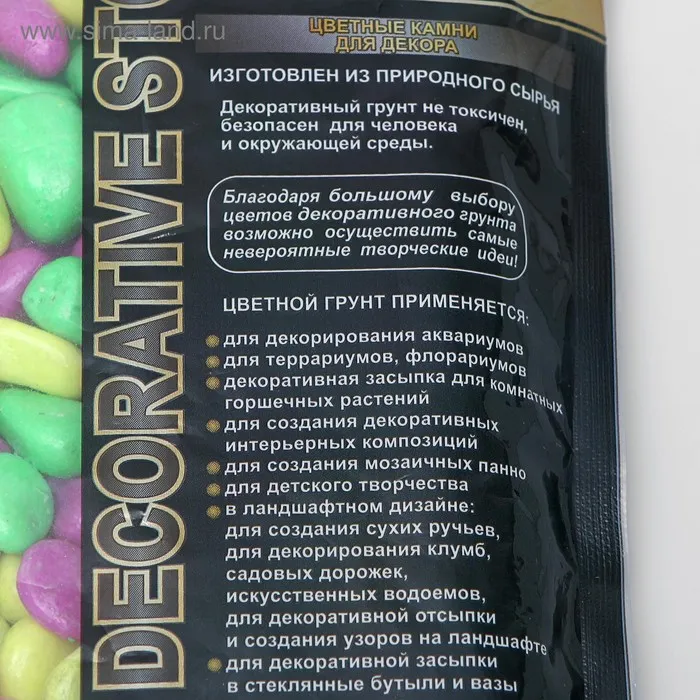 www.sima-land.ru
ЦВЕТНЫЕ КАМНИ
ДЛЯ ДЕКОРА
ИЗГОТОВЛЕН ИЗ ПРИРОДНОГО СЫРЬЯ
Декоративный грунт не токсичен,
безопасен для человека
и окружающей среды.
Благодаря большому выбору
цветов декоративного грунта
возможно осуществить самые
невероятные творческие идеи!
ЦВЕТНОЙ ГРУНТ ПРИМЕНЯЕТСЯ:
для декорирования аквариумов
для террариумов, флорариумов
декоративная засыпка для комнатных
горшечных растений
для создания декоративных
интерьерных композиций
для создания мозаичных панно
для детского творчества
в ландшафтном дизайне:
для создания сухих ручьев,
для декорирования клумб,
садовых дорожек,
искусственных водоемов,
для декоративной отсыпки
и создания узоров на ландшафте
для декоративной засыпки
в стеклянные бутыли и вазы
DECORATIVE STO